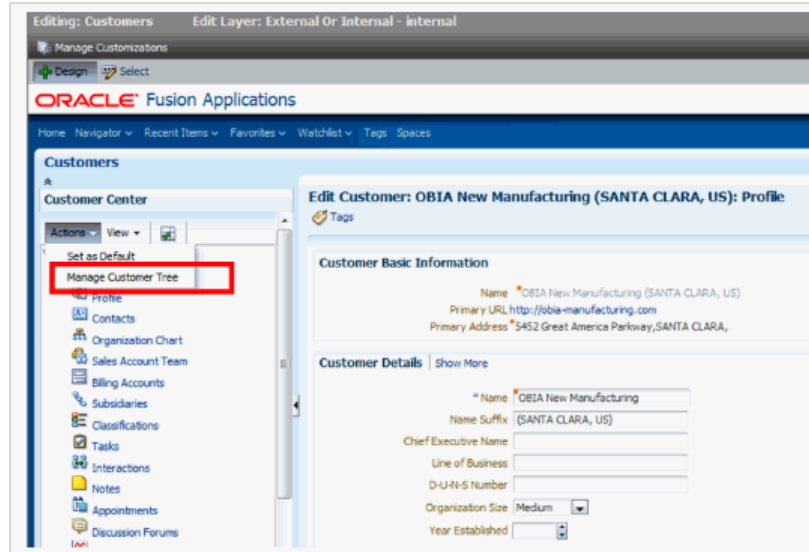 Editing: Customers Edit Layer: External Or Internal - internal
Manage Customizations
Design Select
ORACLE Fusion Applications
Home Navigator Recent Items Favorites Watchlist Tags Spaces
Customers
Customer Center
Actions View
Set as Default
Manage Customer Tree
Profile
Contacts
Organization Chart
Sales Account Team
Billing Accounts
Subsidiaries
Classifications
Tasks
Interactions
Notes
Appointments
Discussion Forums
Edit Customer: OBIA New Manufacturing (SANTA CLARA, US): Profile
Tags
Customer Basic Information
Name *OBIA New Manufacturing (SANTA CLARA, US)
Primary URL http://obia-manufacturing.com
Primary Address *5452 Great America Parkway,SANTA CLARA,
Customer Details Show More
* Name OBIA New Manufacturing
Name Suffix (SANTA CLARA, US)
Chief Executive Name
Line of Business
D-U-N-S Number
Organization Size Medium
Year Established